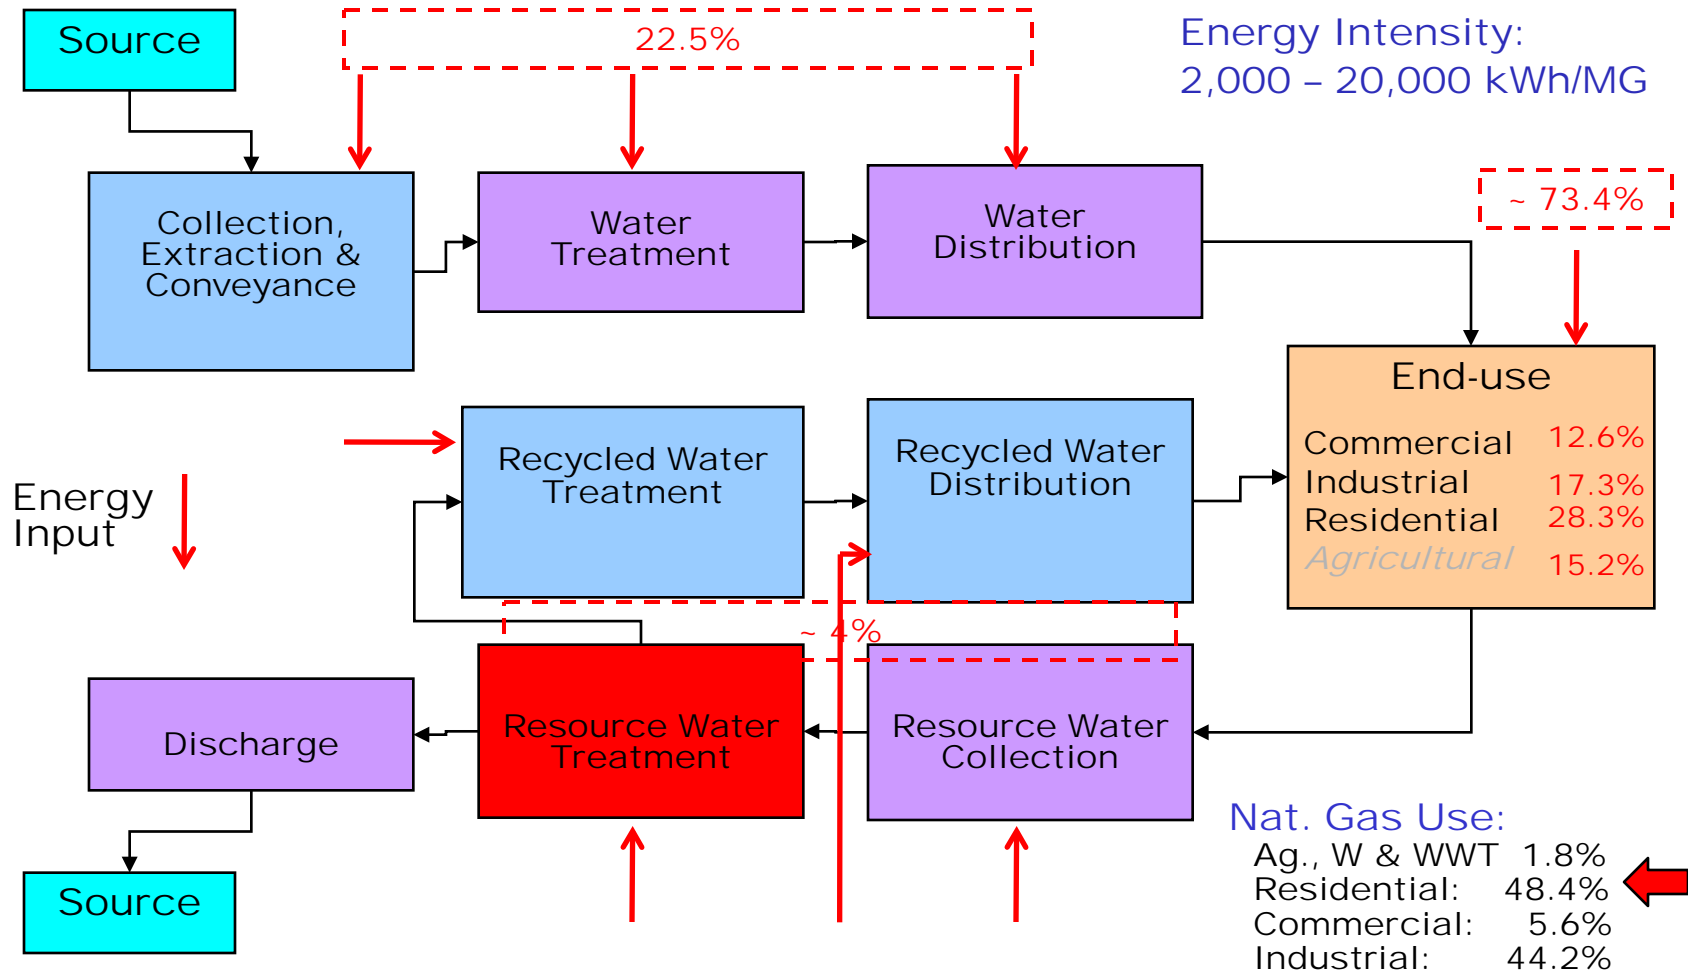 Source
22.5%
Energy Intensity:
2,000 – 20,000 kWh/MG
Collection,
Extraction &
Conveyance
Water
Treatment
Water
Distribution
~ 73.4%
End-use
Commercial 12.6%
Industrial 17.3%
Residential 28.3%
Agricultural 15.2%
Recycled Water
Treatment
Recycled Water
Distribution
Energy
Input
~ 4%
Discharge
Resource Water
Treatment
Resource Water
Collection
Source
Nat. Gas Use:
Ag., W & WWT 1.8%
Residential: 48.4%
Commercial: 5.6%
Industrial: 44.2%